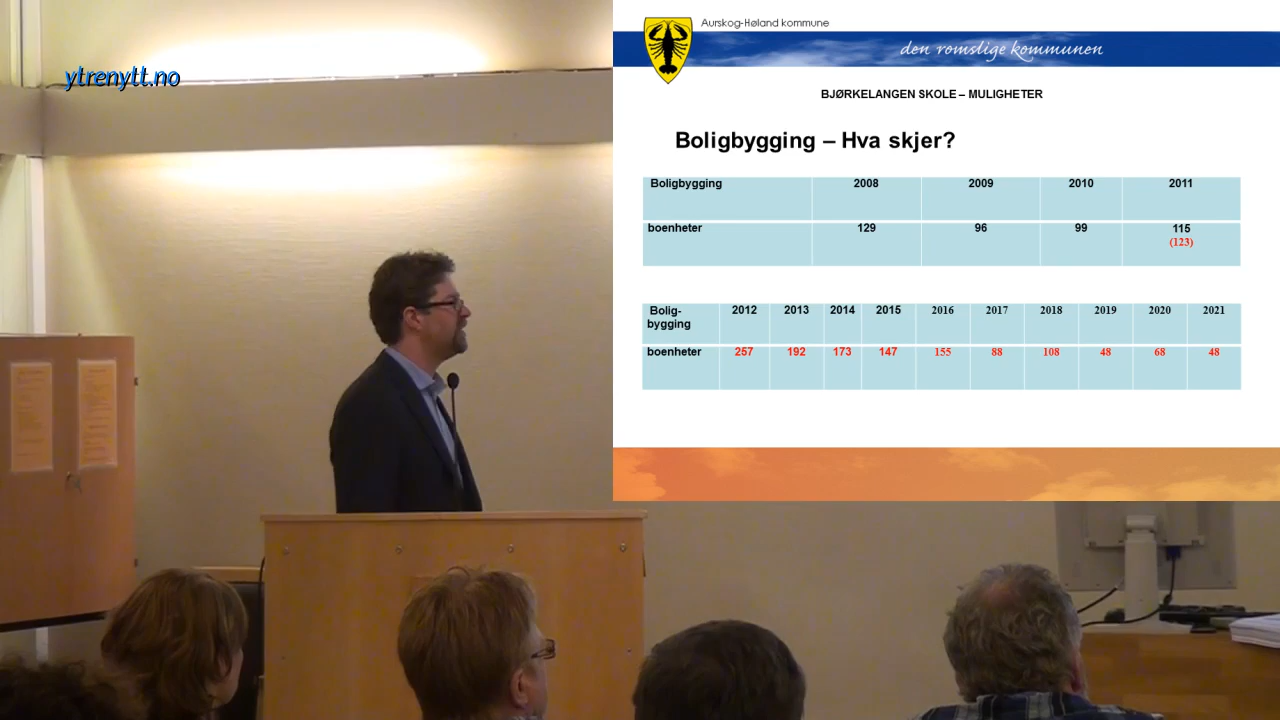 ytrenytt.no
Aurskog-Høland kommune
den romslige kommunen
BJØRKELANGEN SKOLE – MULIGHETER
Boligbygging – Hva skjer?
Boligbygging 2008 2009 2010 2011
boenheter 129 96 99 115
(123)
Bolig- 2012 2013 2014 2015 2016 2017 2018 2019 2020 2021
bygging
boenheter 257 192 173 147 155 88 108 48 68 48